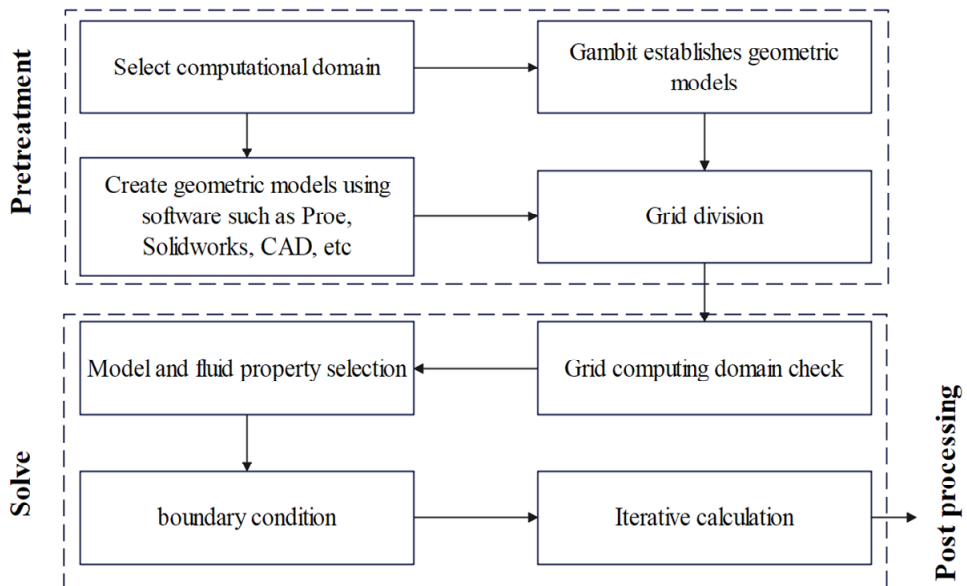 Pretreatment
Select computational domain
Gambit establishes geometric
models
Create geometric models using
software such as Proe,
Solidworks, CAD, etc
Grid division
Solve
Model and fluid property selection
Grid computing domain check
boundary condition
Iterative calculation
Post processing